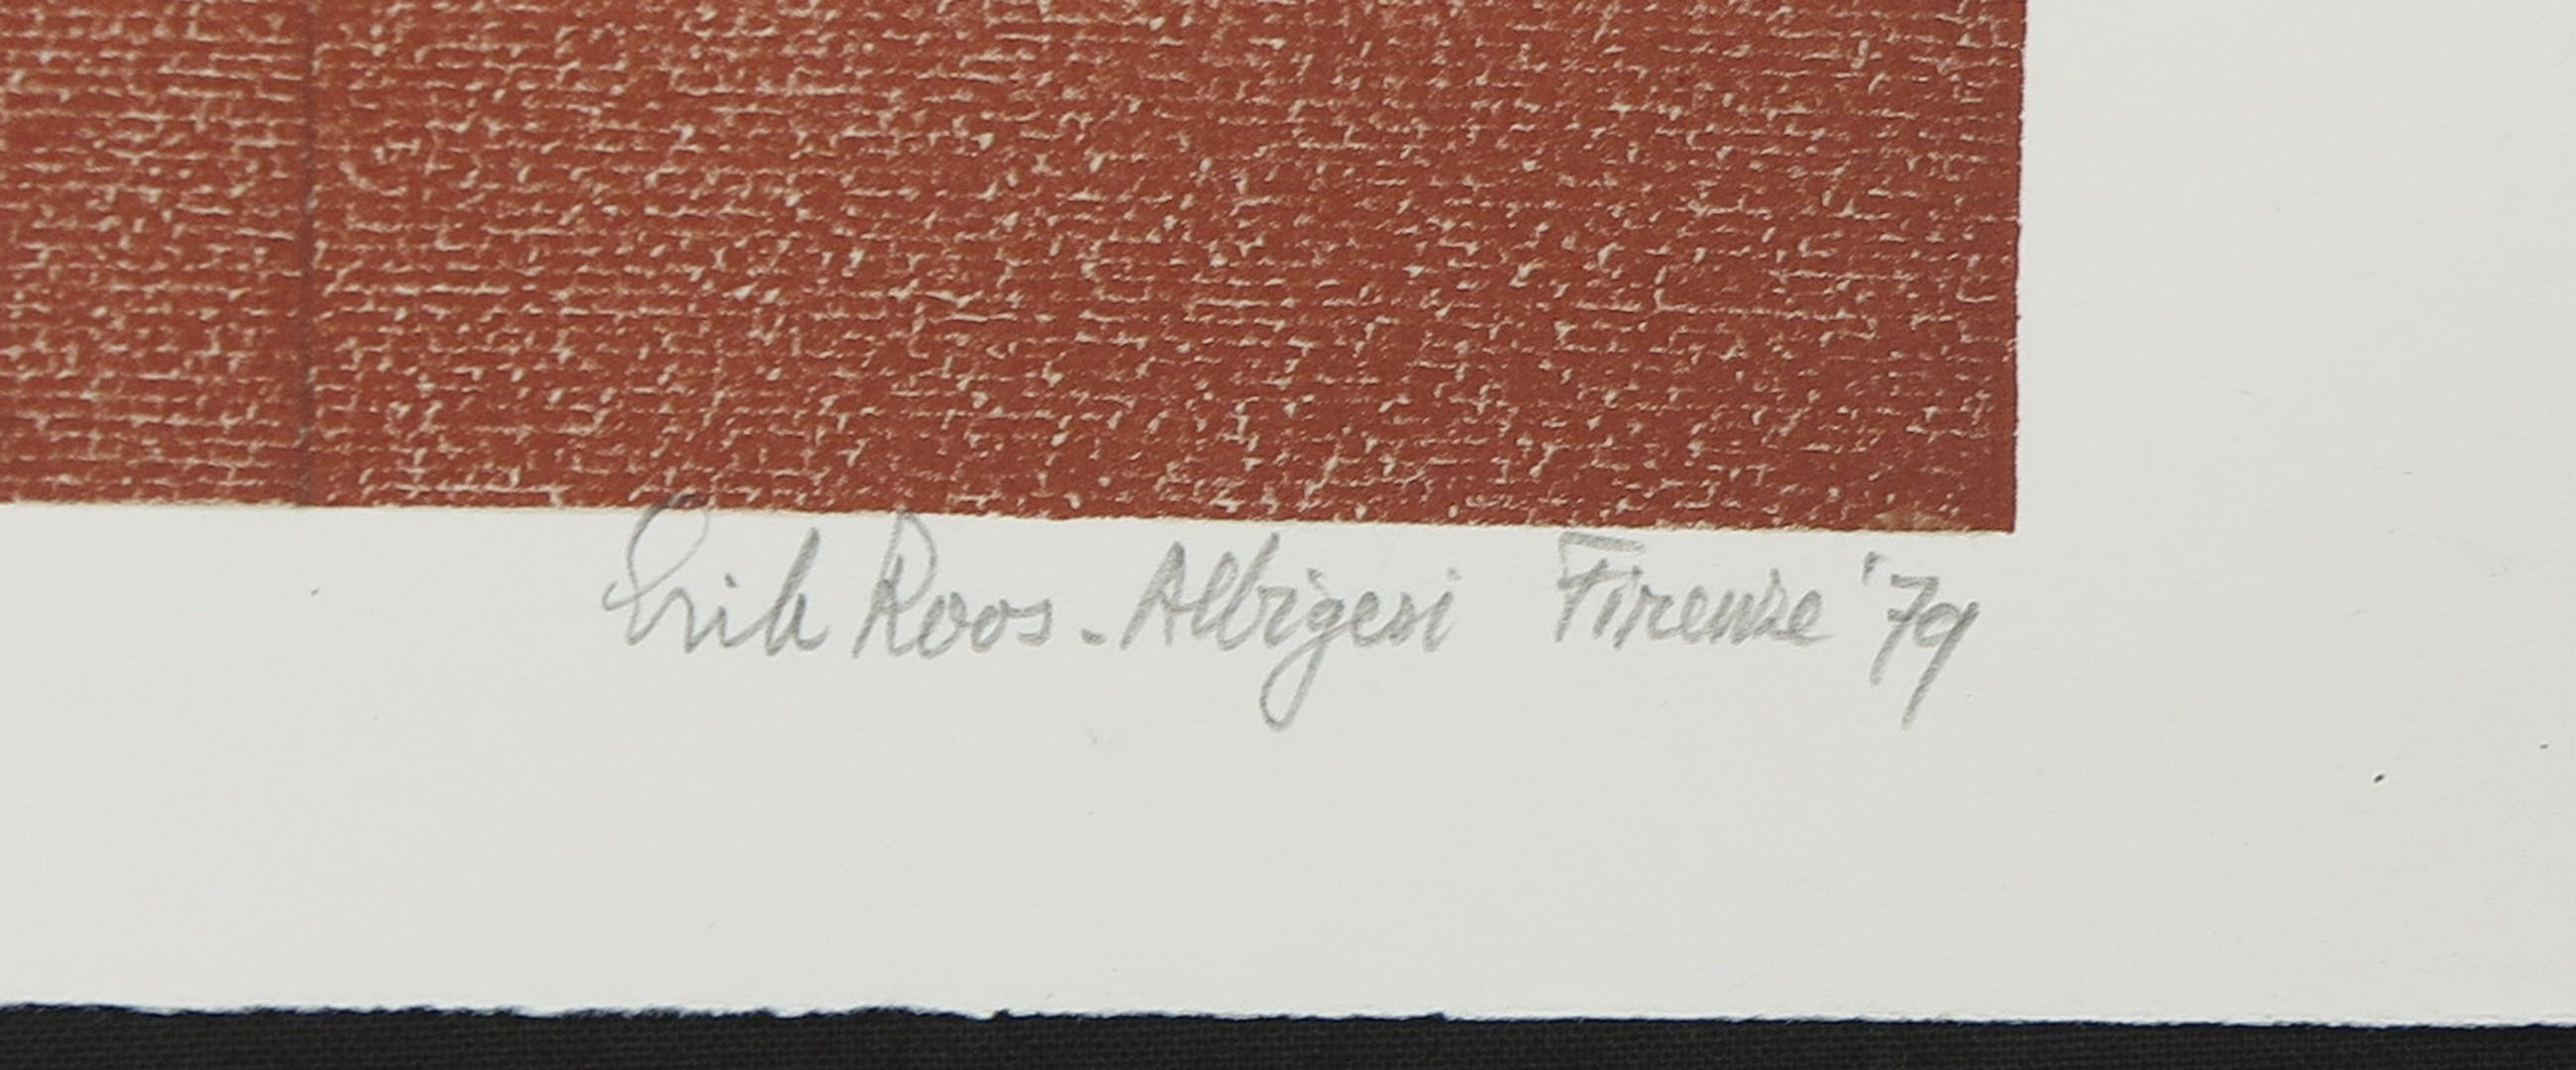 Erik Roos - Albigesi Firenze '79